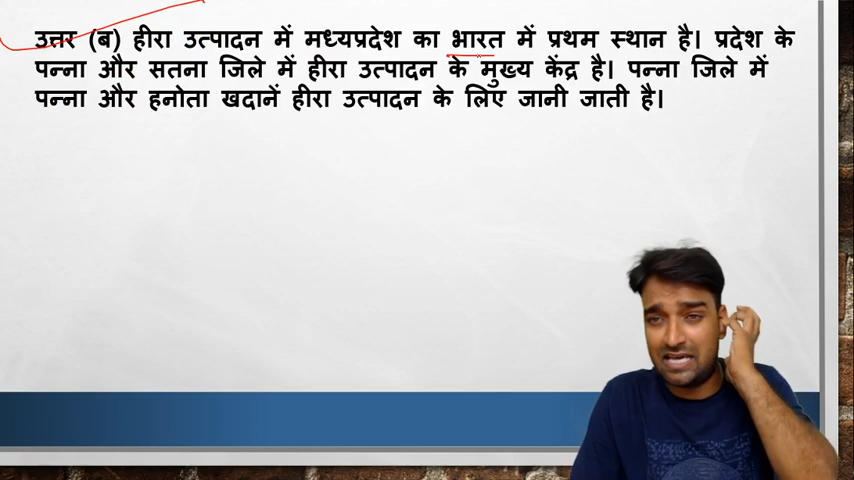 उत्तर (ब) हीरा उत्पादन में मध्यप्रदेश का भारत में प्रथम स्थान है। प्रदेश के
पन्ना और सतना जिले में हीरा उत्पादन के मुख्य केंद्र है। पन्ना जिले में
पन्ना और हनोता खदानें हीरा उत्पादन के लिए जानी जाती है।